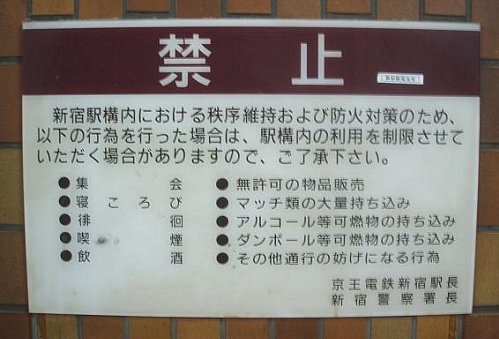 禁止
新宿駅構内における秩序維持および防火対策のため、
以下の行為を行った場合は、駅構内の利用を制限させて
いただく場合がありますので、ご了承下さい。
●集会 ●無許可の物品販売
●寝ころび ●マッチ類の大量持ち込み
●徘徊 ●アルコール等可燃物の持ち込み
●喫煙 ●ダンボール等可燃物の持ち込み
●飲酒 ●その他通行の妨げになる行為
京王電鉄新宿駅長
新宿警察署長